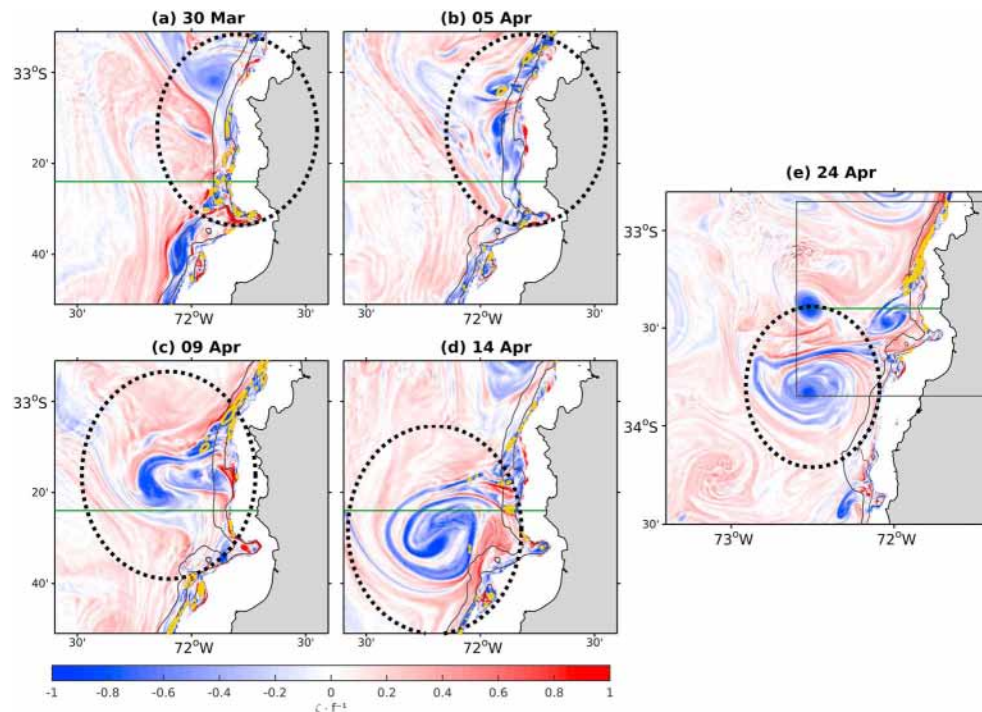 (a) 30 Mar
(b) 05 Apr
33°S
20'
40'
72°W
30'
72°W
30'
(e) 24 Apr
33°S
30'
34°S
30'
73°W
72°W
(c) 09 Apr
(d) 14 Apr
33°S
20'
40'
72°W
30'
72°W
30'
-1 -0.8 -0.6 -0.4 -0.2 0 0.2 0.4 0.6 0.8 1
ζ · f⁻¹